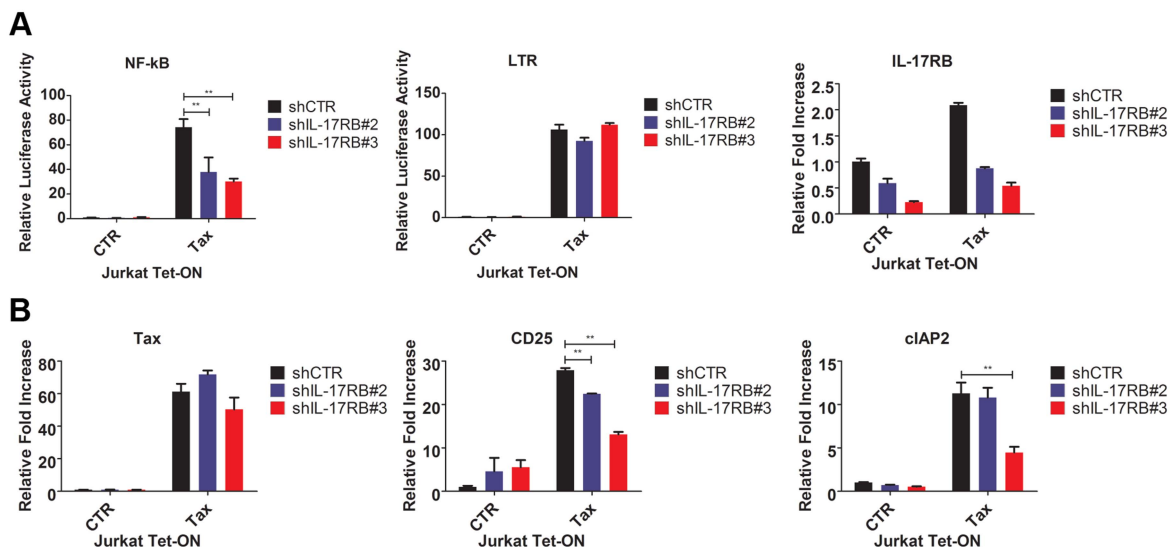 A
NF-kB
Relative Luciferase Activity
100
80
60
40
20
0
**
**
shCTR
shIL-17RB#2
shIL-17RB#3
CTR
Tax
Jurkat Tet-ON
LTR
Relative Luciferase Activity
150
100
50
0
shCTR
shIL-17RB#2
shIL-17RB#3
CTR
Tax
Jurkat Tet-ON
IL-17RB
Relative Fold Increase
2.5
2.0
1.5
1.0
0.5
0.0
shCTR
shIL-17RB#2
shIL-17RB#3
CTR
Tax
Jurkat Tet-ON
B
Tax
Relative Fold Increase
80
60
40
20
0
shCTR
shIL-17RB#2
shIL-17RB#3
CTR
Tax
Jurkat Tet-ON
CD25
Relative Fold Increase
30
20
10
0
**
**
shCTR
shIL-17RB#2
shIL-17RB#3
CTR
Tax
Jurkat Tet-ON
cIAP2
Relative Fold Increase
15
10
5
0
**
shCTR
shIL-17RB#2
shIL-17RB#3
CTR
Tax
Jurkat Tet-ON